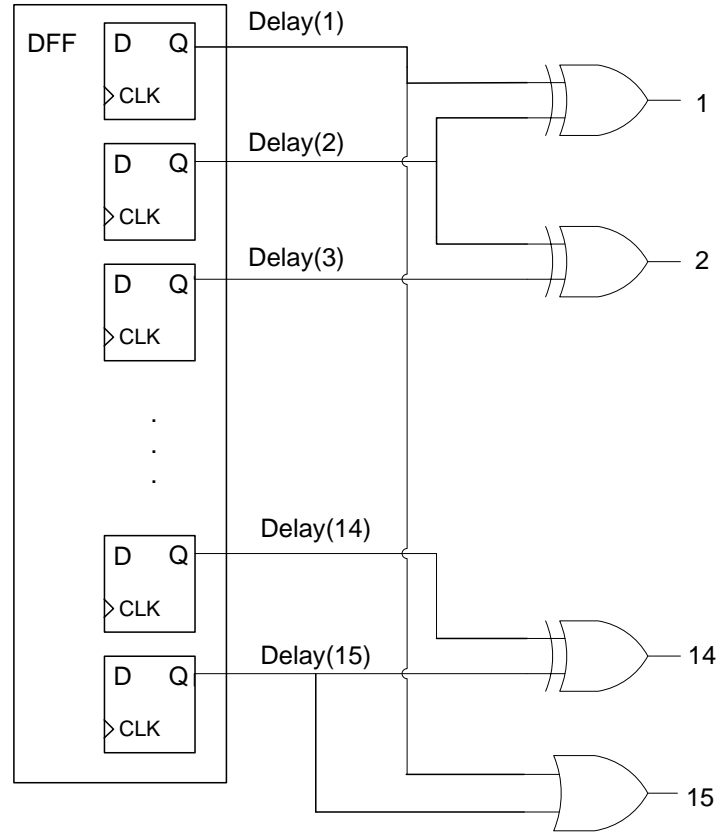 DFF
D Q
CLK
Delay(1)
D Q
CLK
Delay(2)
D Q
CLK
Delay(3)
.
.
.
D Q
CLK
Delay(14)
D Q
CLK
Delay(15)
1
2
14
15